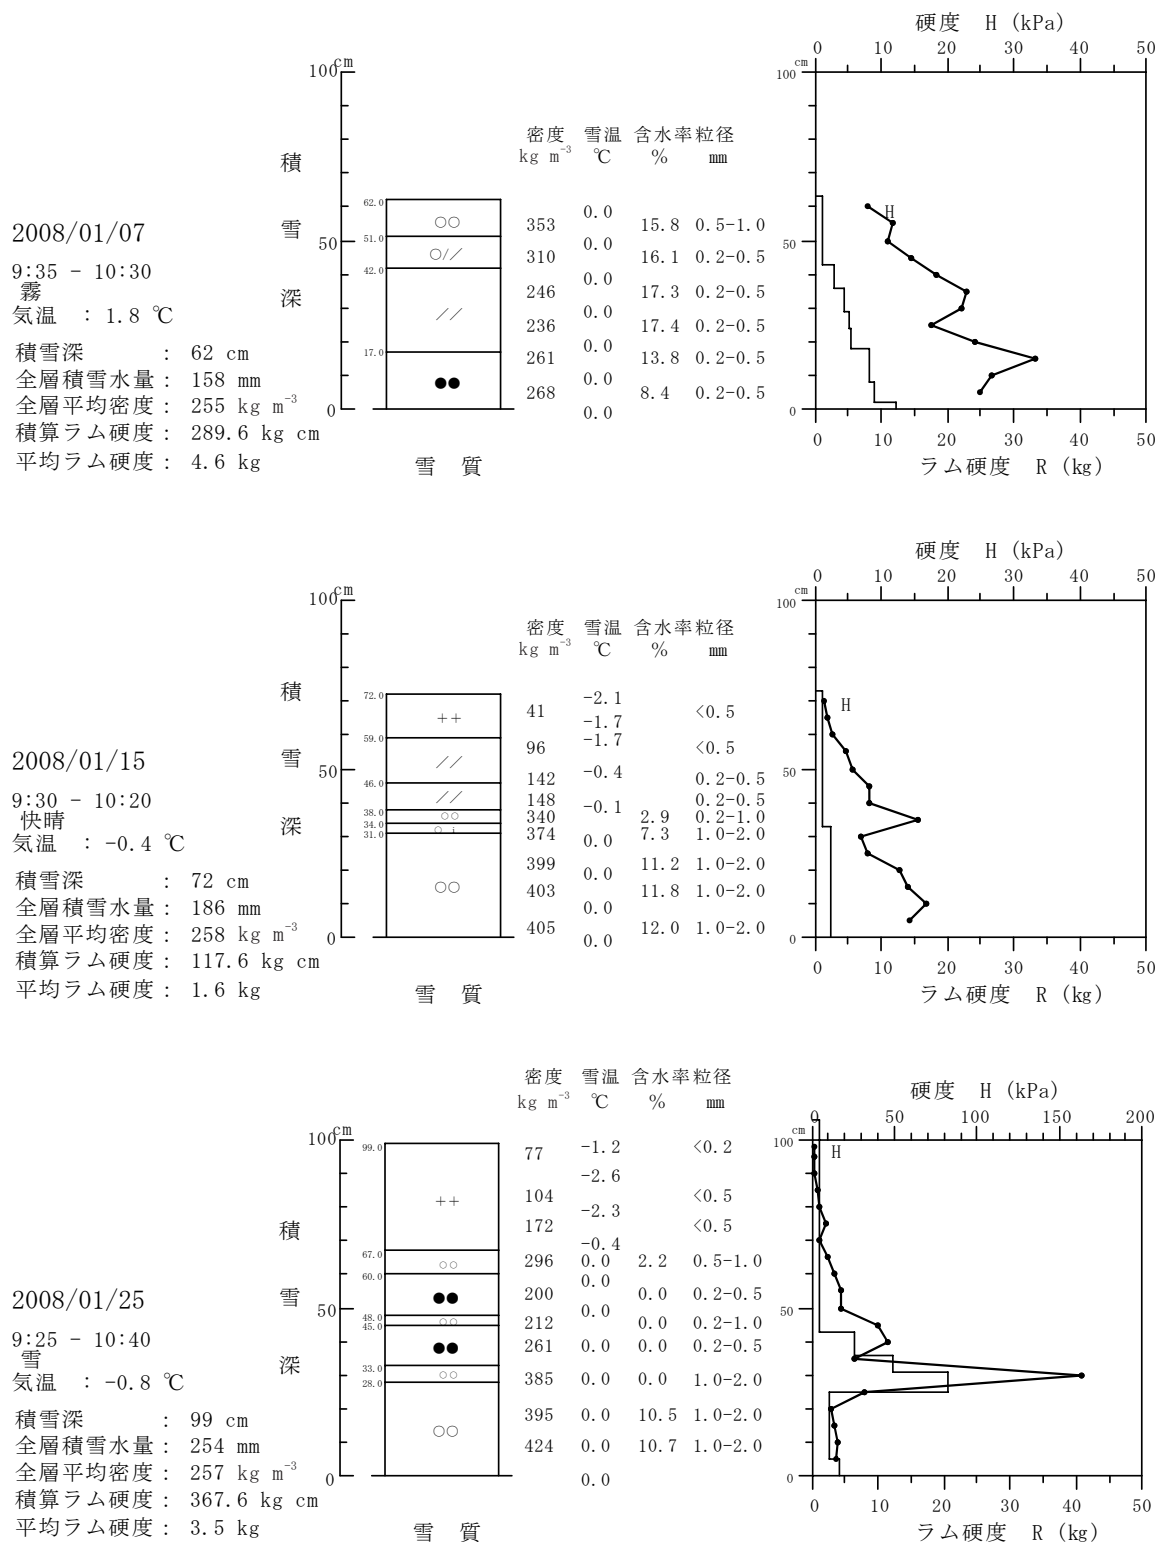 硬度 H (kPa)
0 10 20 30 40 50
100 cm
cm 100
密度 雪温 含水率 粒径
kg m⁻³ ℃ % mm
積
雪
深
2008/01/07
9:35 - 10:30
霧
気温 : 1.8 ℃
積雪深 : 62 cm
全層積雪水量 : 158 mm
全層平均密度 : 255 kg m⁻³
積算ラム硬度 : 289.6 kg cm
平均ラム硬度 : 4.6 kg
50
0
62.0
51.0
42.0
17.0
○○
○//
//
●●
雪 質
0.0
353 15.8 0.5-1.0
0.0
310 16.1 0.2-0.5
0.0
246 17.3 0.2-0.5
0.0
236 17.4 0.2-0.5
0.0
261 13.8 0.2-0.5
0.0
268 8.4 0.2-0.5
0.0
H
50
0
0 10 20 30 40 50
ラム硬度 R (kg)
硬度 H (kPa)
0 10 20 30 40 50
100 cm
cm 100
密度 雪温 含水率 粒径
kg m⁻³ ℃ % mm
積
雪
深
2008/01/15
9:30 - 10:20
快晴
気温 : -0.4 ℃
積雪深 : 72 cm
全層積雪水量 : 186 mm
全層平均密度 : 258 kg m⁻³
積算ラム硬度 : 117.6 kg cm
平均ラム硬度 : 1.6 kg
50
0
72.0
59.0
46.0
38.0
34.0
31.0
++
//
//
○○
○○
雪 質
-2.1
41 <0.5
-1.7
-1.7
96 <0.5
-0.4
142 0.2-0.5
148 0.2-0.5
-0.1
340 2.9 0.2-1.0
374 7.3 1.0-2.0
0.0
399 11.2 1.0-2.0
0.0
403 11.8 1.0-2.0
0.0
405 12.0 1.0-2.0
0.0
H
50
0
0 10 20 30 40 50
ラム硬度 R (kg)
密度 雪温 含水率 粒径
kg m⁻³ ℃ % mm
硬度 H (kPa)
0 50 100 150 200
100 cm
cm 100
積
雪
深
2008/01/25
9:25 - 10:40
雪
気温 : -0.8 ℃
積雪深 : 99 cm
全層積雪水量 : 254 mm
全層平均密度 : 257 kg m⁻³
積算ラム硬度 : 367.6 kg cm
平均ラム硬度 : 3.5 kg
50
0
99.0
67.0
60.0
48.0
45.0
33.0
28.0
++
○○
●●
○○
●●
○○
○○
雪 質
77 -1.2 <0.2
-2.6
104 <0.5
-2.3
172 <0.5
-0.4
296 0.0 2.2 0.5-1.0
0.0
200 0.0 0.2-0.5
0.0
212 0.0 0.2-1.0
261 0.0 0.0 0.2-0.5
385 0.0 0.0 1.0-2.0
395 0.0 10.5 1.0-2.0
424 0.0 10.7 1.0-2.0
0.0
H
50
0
0 10 20 30 40 50
ラム硬度 R (kg)